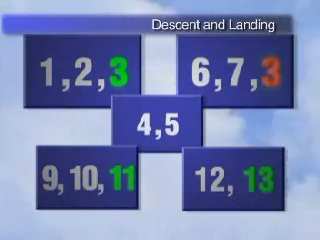 Descent and Landing
1,2,3
6,7,3
4,5
9, 10, 11
12, 13